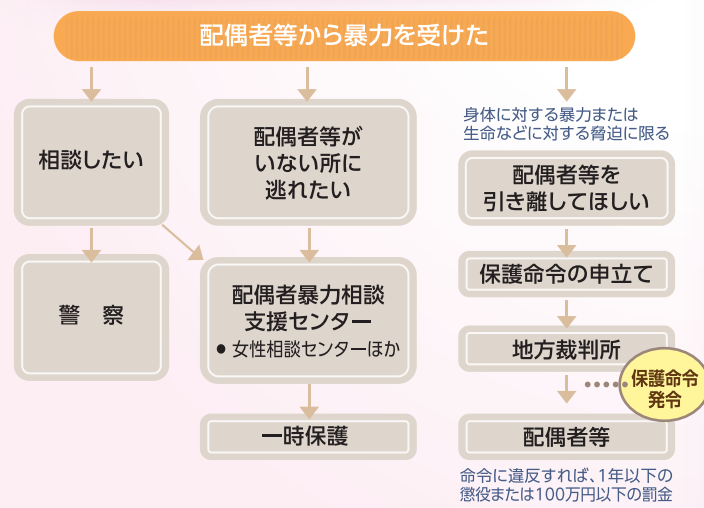 配偶者等から暴力を受けた
相談したい
配偶者等が
いない所に
逃れたい
身体に対する暴力または
生命などに対する脅迫に限る
配偶者等を
引き離してほしい
警　察
配偶者暴力相談
支援センター
● 女性相談センターほか
保護命令の申立て
地方裁判所
保護命令
発令
一時保護
配偶者等
命令に違反すれば、1年以下の
懲役または100万円以下の罰金